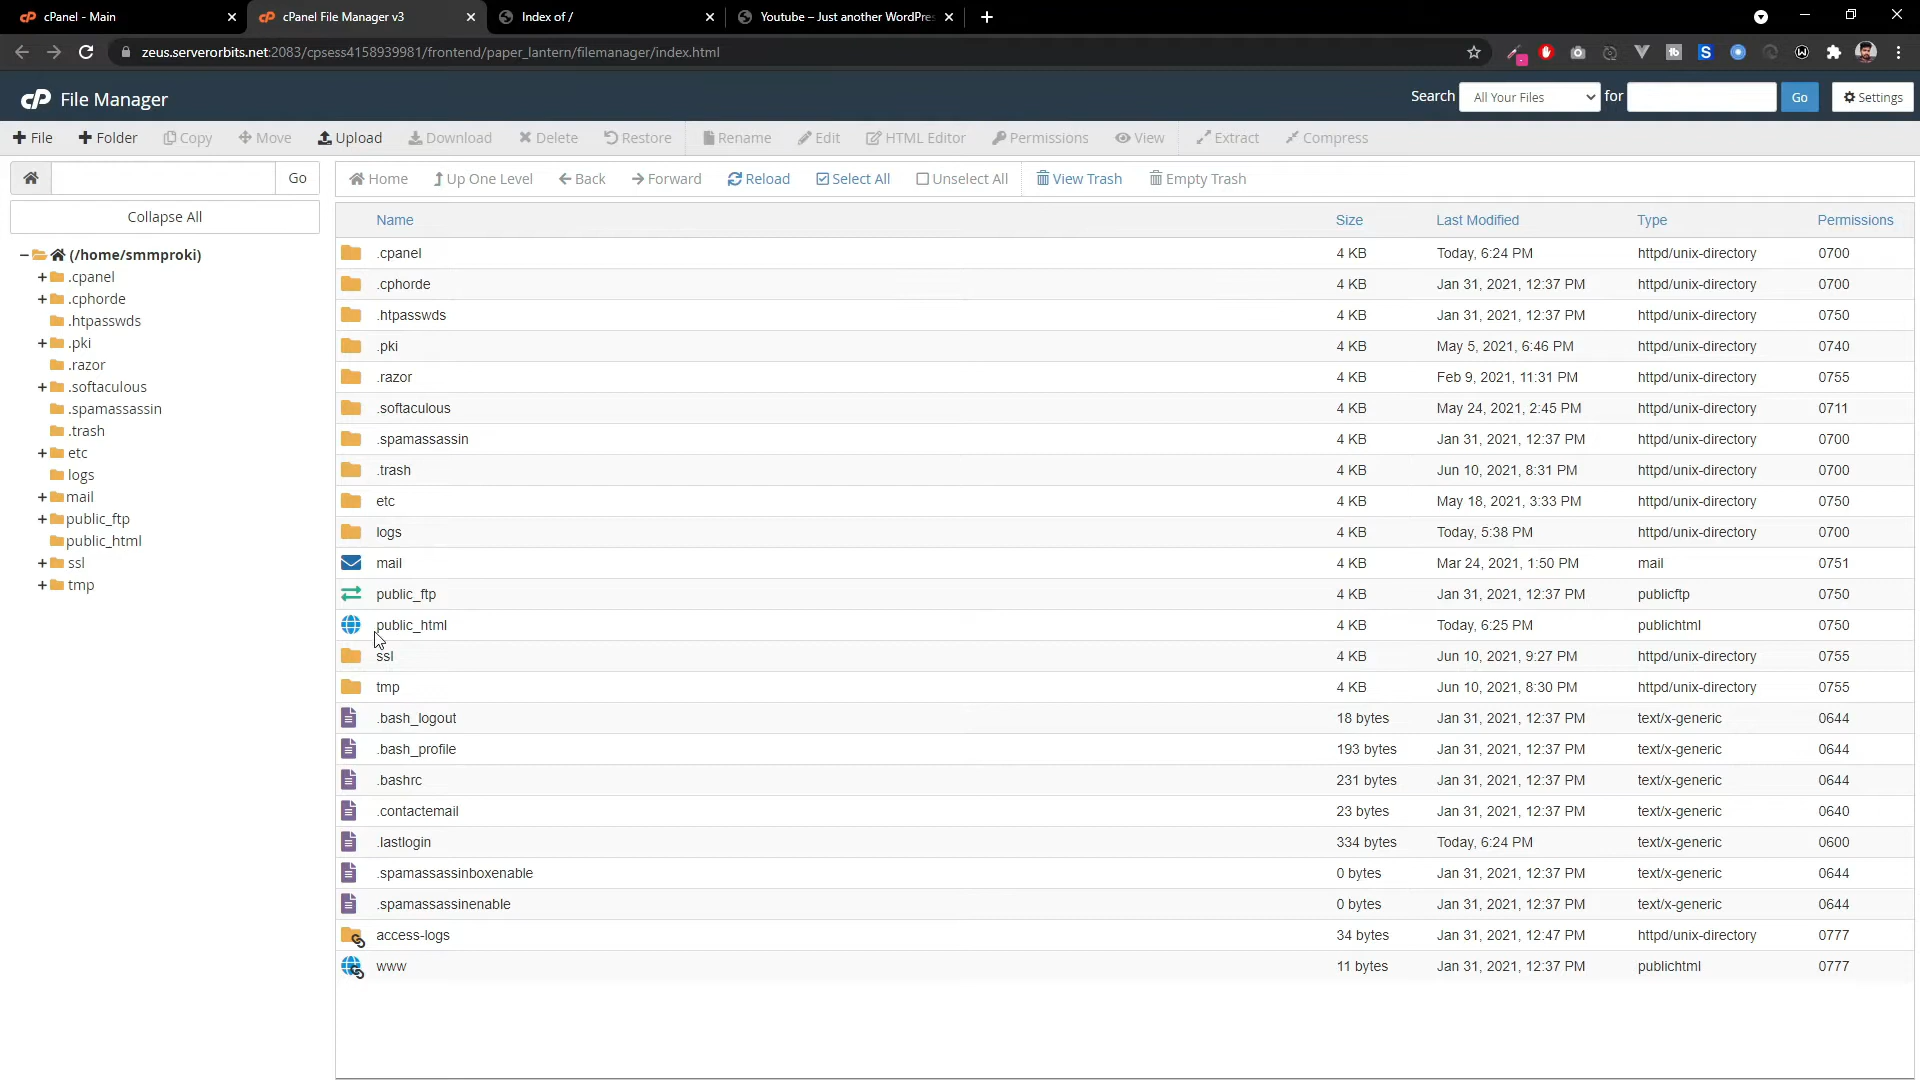 cPanel - Main
cPanel File Manager v3
Index of /
Youtube – Just another WordPres
zeus.serverorbits.net:2083/cpsess4158939981/frontend/paper_lantern/filemanager/index.html
cP File Manager
Search All Your Files for Go Settings
File Folder Copy Move Upload Download Delete Restore Rename Edit HTML Editor Permissions View Extract Compress
Go Home Up One Level Back Forward Reload Select All Unselect All View Trash Empty Trash
Collapse All
(/home/smmproki)
.cpanel
.cphorde
.htpasswds
.pki
.razor
.softaculous
.spamassassin
.trash
etc
logs
mail
public_ftp
public_html
ssl
tmp
Name Size Last Modified Type Permissions
.cpanel 4 KB Today, 6:24 PM httpd/unix-directory 0700
.cphorde 4 KB Jan 31, 2021, 12:37 PM httpd/unix-directory 0700
.htpasswds 4 KB Jan 31, 2021, 12:37 PM httpd/unix-directory 0750
.pki 4 KB May 5, 2021, 6:46 PM httpd/unix-directory 0740
.razor 4 KB Feb 9, 2021, 11:31 PM httpd/unix-directory 0755
.softaculous 4 KB May 24, 2021, 2:45 PM httpd/unix-directory 0711
.spamassassin 4 KB Jan 31, 2021, 12:37 PM httpd/unix-directory 0700
.trash 4 KB Jun 10, 2021, 8:31 PM httpd/unix-directory 0700
etc 4 KB May 18, 2021, 3:33 PM httpd/unix-directory 0750
logs 4 KB Today, 5:38 PM httpd/unix-directory 0700
mail 4 KB Mar 24, 2021, 1:50 PM mail 0751
public_ftp 4 KB Jan 31, 2021, 12:37 PM publicftp 0750
public_html 4 KB Today, 6:25 PM publichtml 0750
ssl 4 KB Jun 10, 2021, 9:27 PM httpd/unix-directory 0755
tmp 4 KB Jun 10, 2021, 8:30 PM httpd/unix-directory 0755
.bash_logout 18 bytes Jan 31, 2021, 12:37 PM text/x-generic 0644
.bash_profile 193 bytes Jan 31, 2021, 12:37 PM text/x-generic 0644
.bashrc 231 bytes Jan 31, 2021, 12:37 PM text/x-generic 0644
.contactemail 23 bytes Jan 31, 2021, 12:37 PM text/x-generic 0640
.lastlogin 334 bytes Today, 6:24 PM text/x-generic 0600
.spamassassinboxenable 0 bytes Jan 31, 2021, 12:37 PM text/x-generic 0644
.spamassassinenable 0 bytes Jan 31, 2021, 12:37 PM text/x-generic 0644
access-logs 34 bytes Jan 31, 2021, 12:47 PM httpd/unix-directory 0777
www 11 bytes Jan 31, 2021, 12:37 PM publichtml 0777